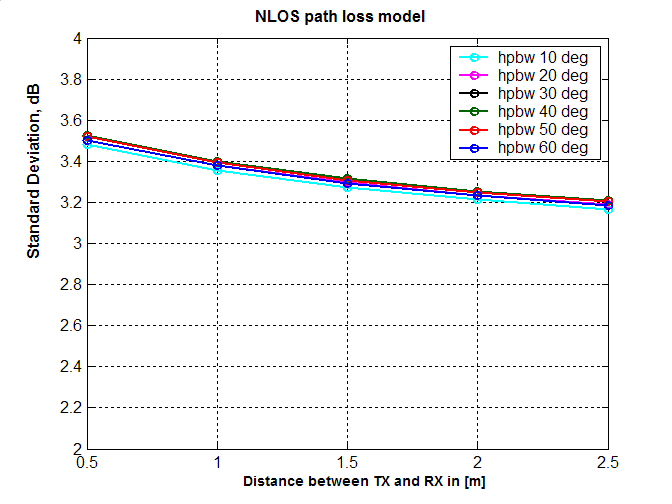 NLOS path loss model
4
3.8
3.6
3.4
3.2
3
2.8
2.6
2.4
2.2
2
Standard Deviation, dB
hpbw 10 deg
hpbw 20 deg
hpbw 30 deg
hpbw 40 deg
hpbw 50 deg
hpbw 60 deg
0.5 1 1.5 2 2.5
Distance between TX and RX in [m]